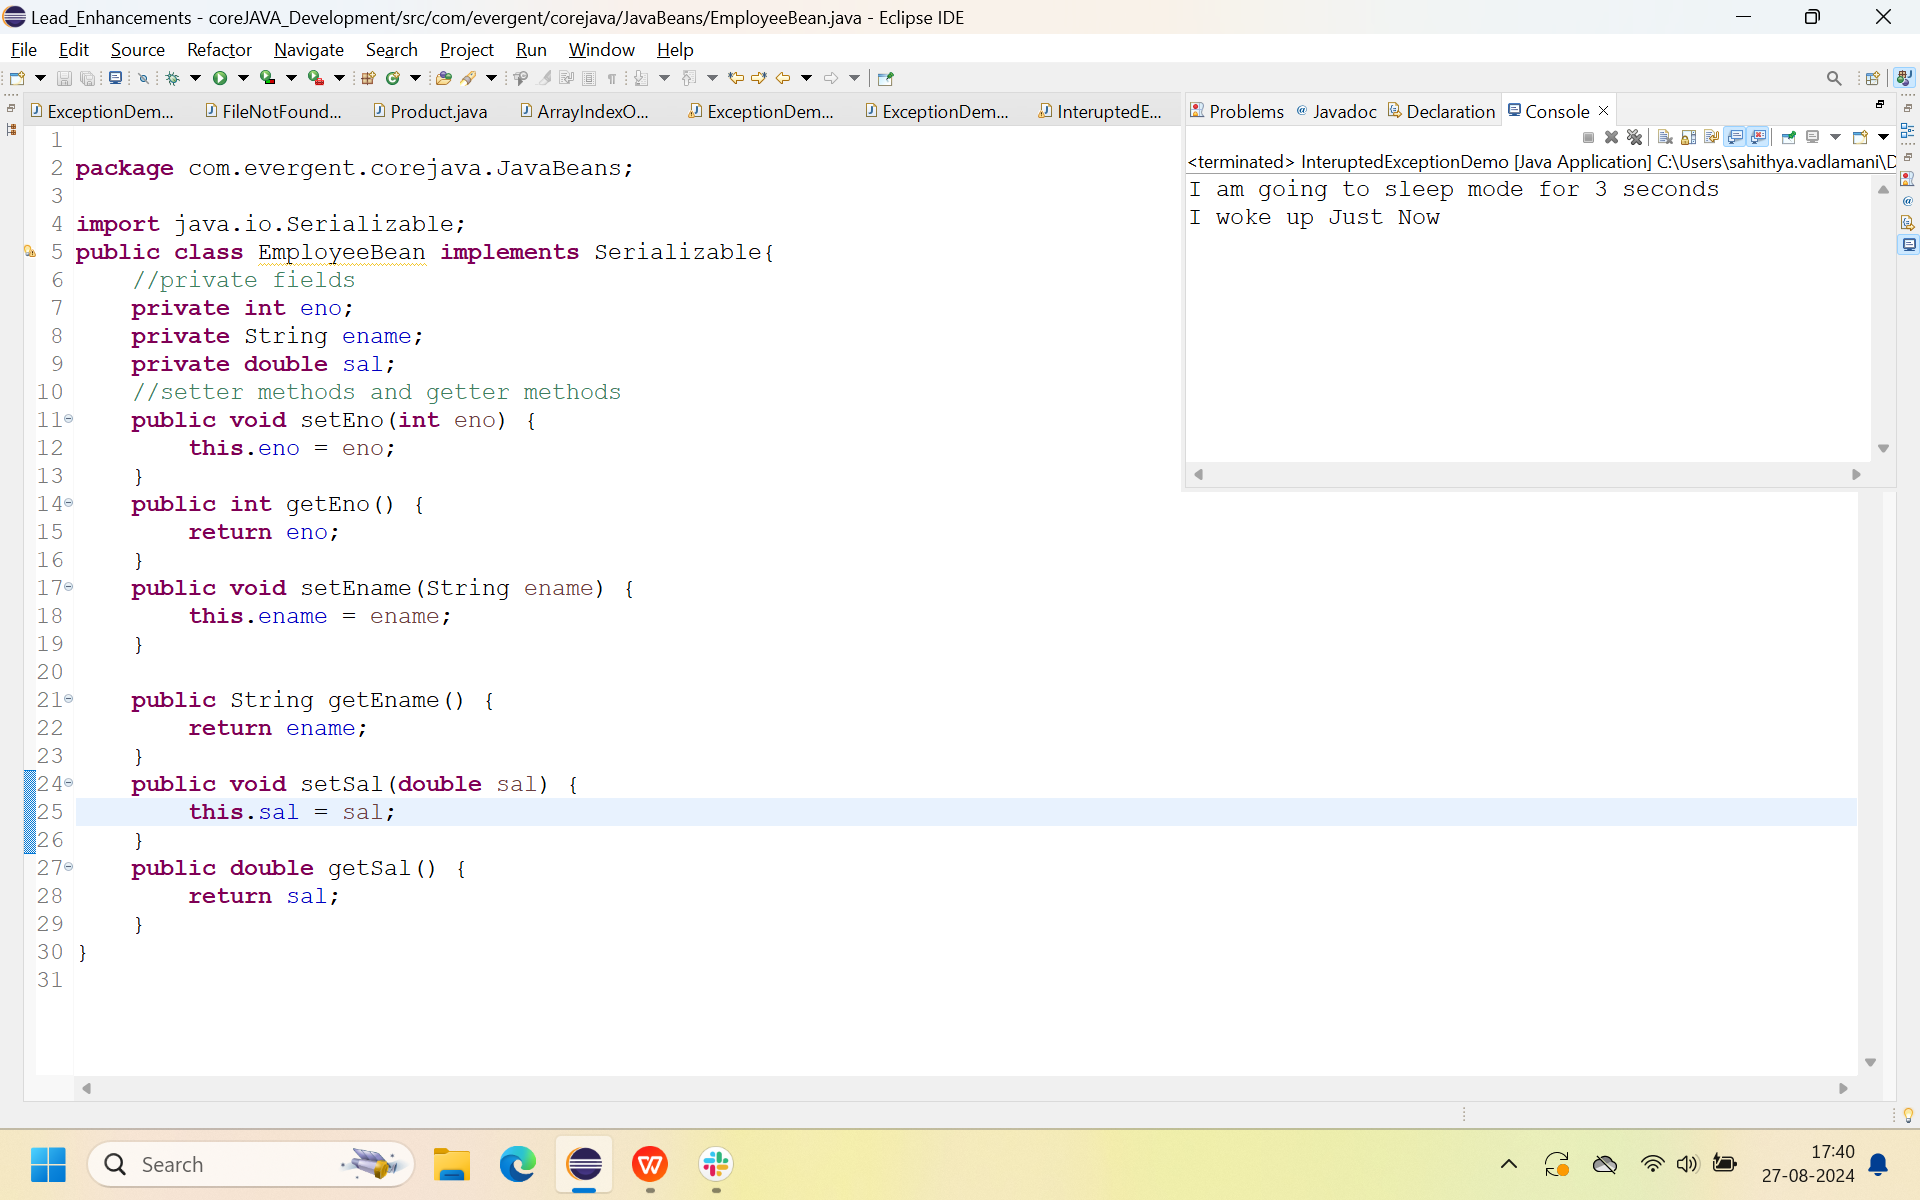 Lead_Enhancements - coreJAVA_Development/src/com/evergent/corejava/JavaBeans/EmployeeBean.java - Eclipse IDE
File Edit Source Refactor Navigate Search Project Run Window Help
ExceptionDem... FileNotFound... Product.java ArrayIndexO... ExceptionDem... ExceptionDem... InteruptedE...
Problems Javadoc Declaration Console
<terminated> InteruptedExceptionDemo [Java Application] C:\Users\sahithya.vadlamani\D
I am going to sleep mode for 3 seconds
I woke up Just Now
1
2 package com.evergent.corejava.JavaBeans;
3
4 import java.io.Serializable;
5 public class EmployeeBean implements Serializable{
6 //private fields
7 private int eno;
8 private String ename;
9 private double sal;
10 //setter methods and getter methods
11 public void setEno(int eno) {
12 this.eno = eno;
13 }
14 public int getEno() {
15 return eno;
16 }
17 public void setEname(String ename) {
18 this.ename = ename;
19 }
20
21 public String getEname() {
22 return ename;
23 }
24 public void setSal(double sal) {
25 this.sal = sal;
26 }
27 public double getSal() {
28 return sal;
29 }
30 }
31
Search
17:40
27-08-2024